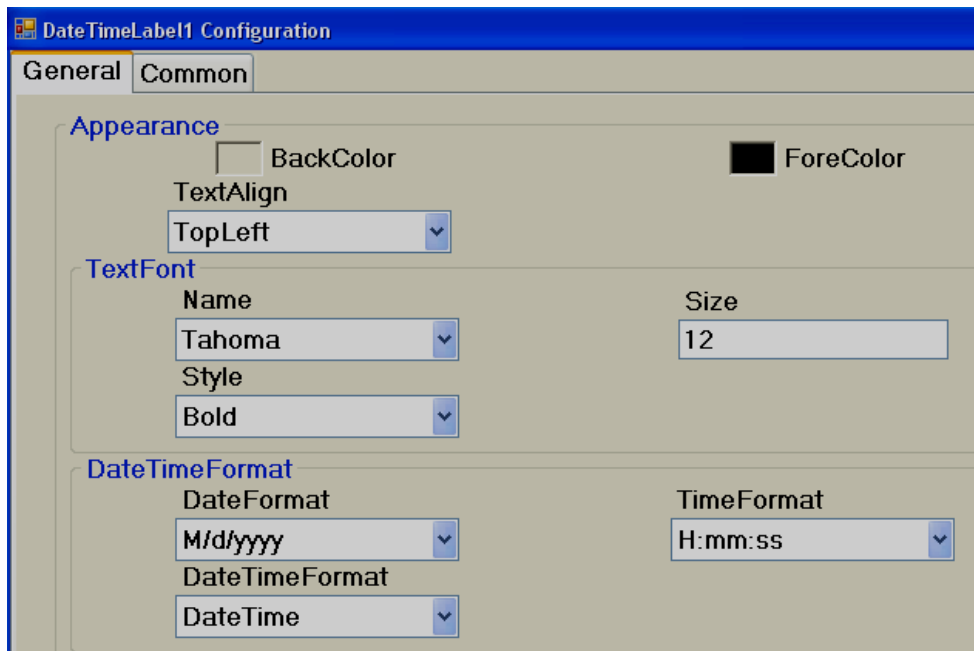 DateTimeLabel1 Configuration
General Common
Appearance
BackColor ForeColor
TextAlign
TopLeft
TextFont
Name Size
Tahoma 12
Style
Bold
DateTimeFormat
DateFormat TimeFormat
M/d/yyyy H:mm:ss
DateTimeFormat
DateTime